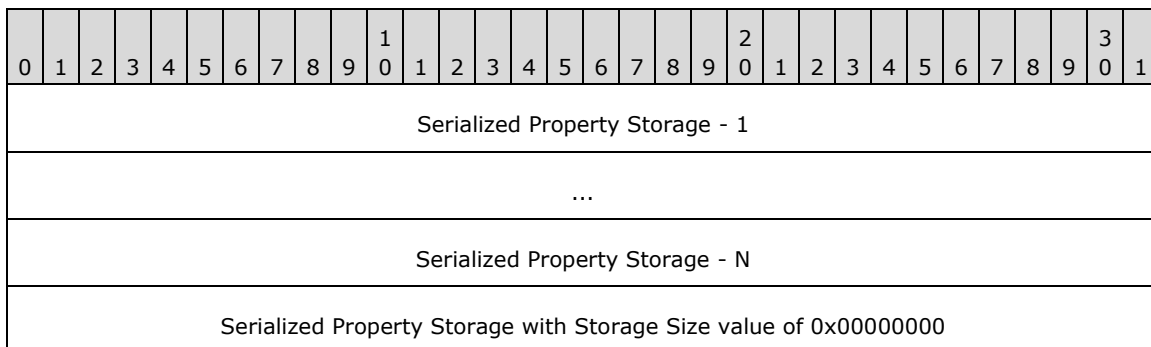 1 2 3
0 1 2 3 4 5 6 7 8 9 0 1 2 3 4 5 6 7 8 9 0 1 2 3 4 5 6 7 8 9 0 1
Serialized Property Storage - 1
...
Serialized Property Storage - N
Serialized Property Storage with Storage Size value of 0x00000000